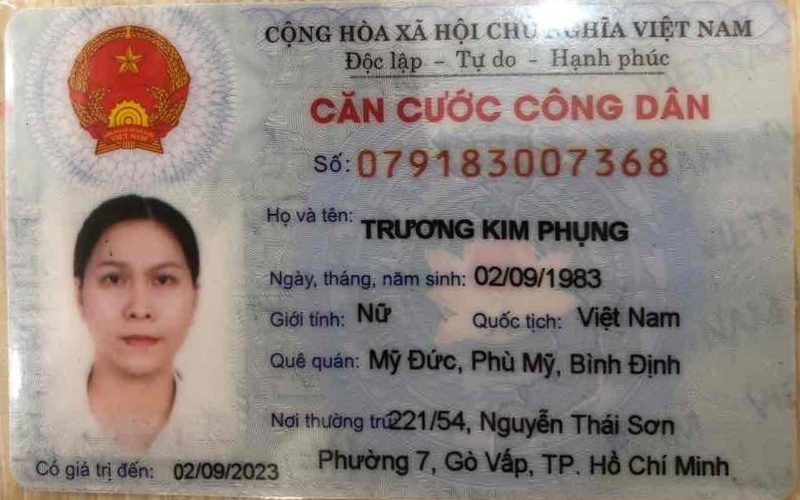 CỘNG HÒA XÃ HỘI CHỦ NGHĨA VIỆT NAM
Độc lập - Tự do - Hạnh phúc
CĂN CƯỚC CÔNG DÂN
Số: 079183007368
Họ và tên: TRƯƠNG KIM PHỤNG
Ngày, tháng, năm sinh: 02/09/1983
Giới tính: Nữ Quốc tịch: Việt Nam
Quê quán: Mỹ Đức, Phù Mỹ, Bình Định
Nơi thường trú: 221/54, Nguyễn Thái Sơn
Phường 7, Gò Vấp, TP. Hồ Chí Minh
Có giá trị đến: 02/09/2023
VIỆT NAM